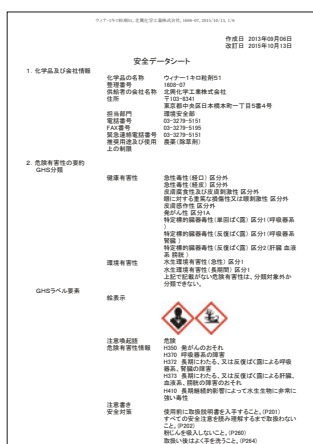 ウィナー1キロ粒剤51, 北興化学工業株式会社, 1608-07, 2015/10/13, 1/6
作成日 2013年09月06日
改訂日 2015年10月13日
安全データシート
1. 化学品及び会社情報
化学品の名称 ウィナー1キロ粒剤51
整理番号 1608-07
供給者の会社名称 北興化学工業株式会社
住所 〒103-8341
東京都中央区日本橋本町一丁目5番4号
担当部門 環境安全部
電話番号 03-3279-5151
FAX番号 03-3279-5195
緊急連絡電話番号 03-3279-5151
推奨用途及び使用上の制限 農薬(除草剤)
2. 危険有害性の要約
GHS分類
健康有害性 急性毒性(経口) 区分外
急性毒性(経皮) 区分外
皮膚腐食性及び皮膚刺激性 区分外
眼に対する重篤な損傷性又は眼刺激性 区分外
皮膚感作性 区分外
発がん性 区分1A
特定標的臓器毒性(単回ばく露) 区分1(呼吸器系)
特定標的臓器毒性(反復ばく露) 区分1(呼吸器系 腎臓)
特定標的臓器毒性(反復ばく露) 区分2(肝臓 血液系 膀胱)
環境有害性 水生環境有害性(急性) 区分1
水生環境有害性(長期間) 区分1
上記で記載がない危険有害性は、分類対象外か分類できない。
GHSラベル要素
絵表示
注意喚起語 危険
危険有害性情報 H350 発がんのおそれ
H370 呼吸器系の障害
H372 長期にわたる、又は反復ばく露による呼吸器系、腎臓の障害
H373 長期にわたる、又は反復ばく露による肝臓、血液系、膀胱の障害のおそれ
H410 長期継続的影響によって水生生物に非常に強い毒性
注意書き
安全対策 使用前に取扱説明書を入手すること。(P201)
すべての安全注意を読み理解するまで取扱わないこと。(P202)
粉じんを吸入しないこと。(P260)
取扱い後はよく手を洗うこと。(P264)